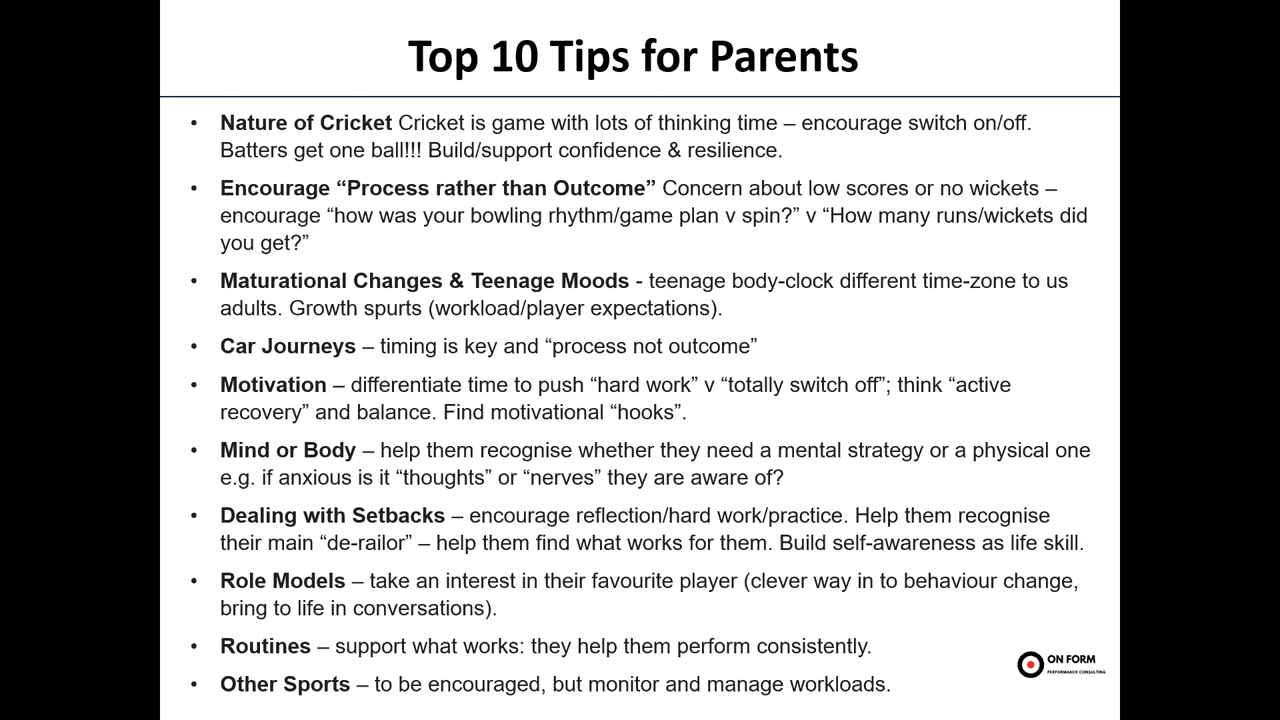 Top 10 Tips for Parents
• Nature of Cricket Cricket is game with lots of thinking time – encourage switch on/off.
Batters get one ball!!! Build/support confidence & resilience.
• Encourage “Process rather than Outcome” Concern about low scores or no wickets –
encourage “how was your bowling rhythm/game plan v spin?” v “How many runs/wickets did
you get?”
• Maturational Changes & Teenage Moods - teenage body-clock different time-zone to us
adults. Growth spurts (workload/player expectations).
• Car Journeys – timing is key and “process not outcome”
• Motivation – differentiate time to push “hard work” v “totally switch off”; think “active
recovery” and balance. Find motivational “hooks”.
• Mind or Body – help them recognise whether they need a mental strategy or a physical one
e.g. if anxious is it “thoughts” or “nerves” they are aware of?
• Dealing with Setbacks – encourage reflection/hard work/practice. Help them recognise
their main “de-railor” – help them find what works for them. Build self-awareness as life skill.
• Role Models – take an interest in their favourite player (clever way in to behaviour change,
bring to life in conversations).
• Routines – support what works: they help them perform consistently.
• Other Sports – to be encouraged, but monitor and manage workloads.
ON FORM
PERFORMANCE CONSULTING